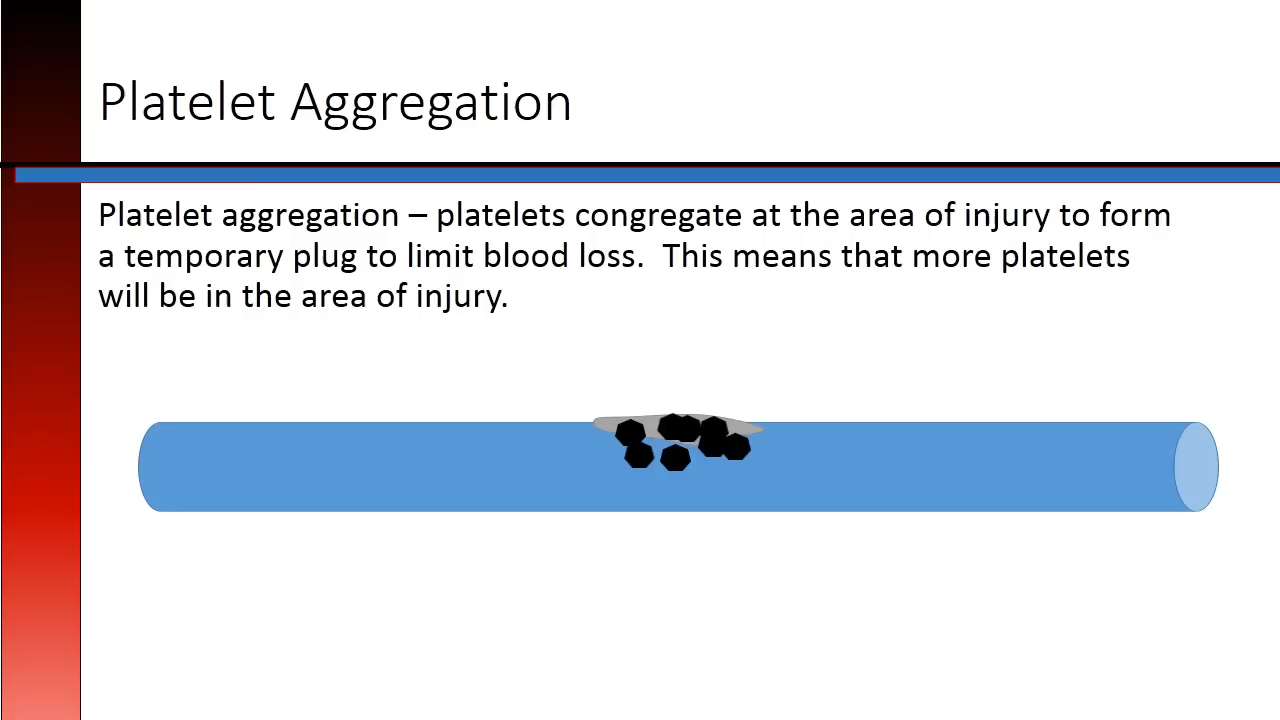 Platelet Aggregation
Platelet aggregation – platelets congregate at the area of injury to form
a temporary plug to limit blood loss.  This means that more platelets
will be in the area of injury.